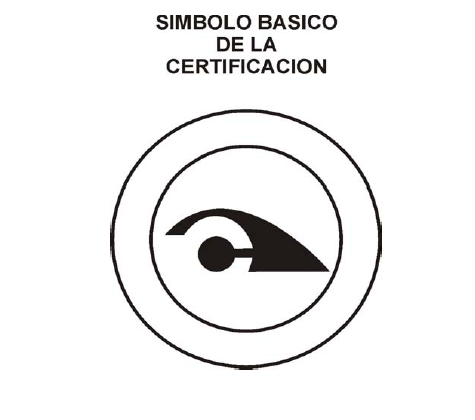 SIMBOLO BASICO
DE LA
CERTIFICACION